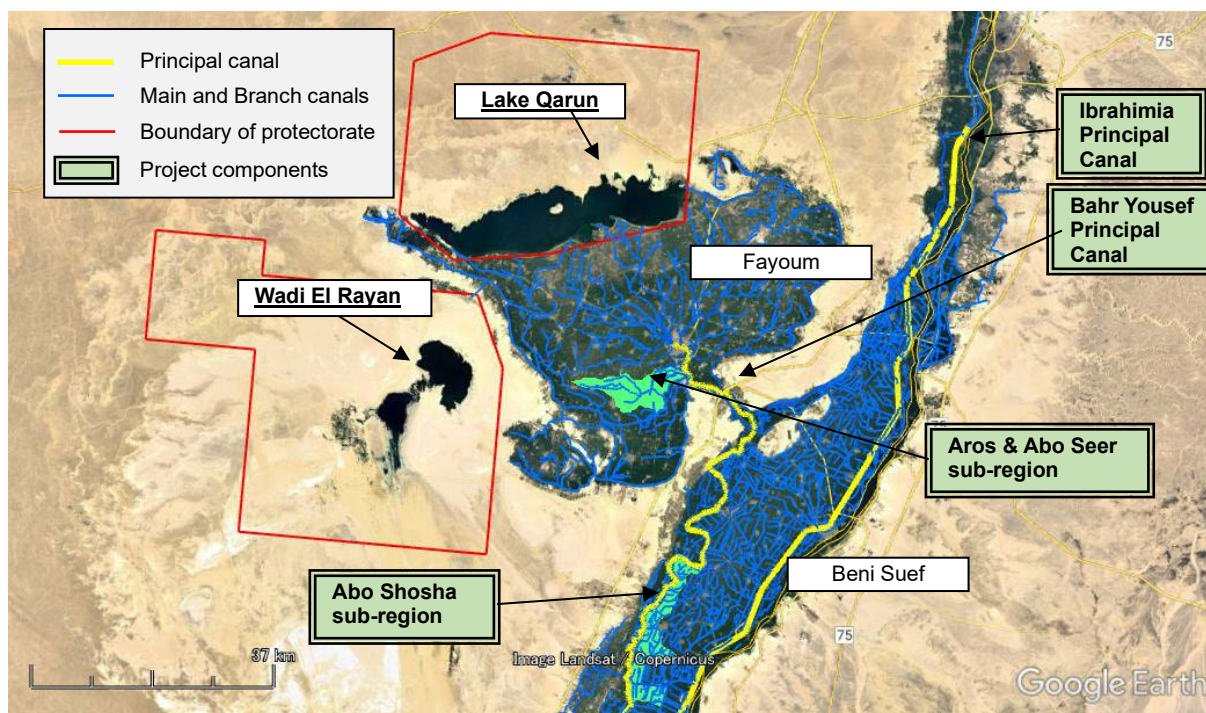 Principal canal
Main and Branch canals
Boundary of protectorate
Project components
Lake Qarun
75
Ibrahimia
Principal
Canal
Bahr Yousef
Principal
Canal
Fayoum
Wadi El Rayan
Aros & Abo Seer
sub-region
Abo Shosha
sub-region
Beni Suef
75
37 km
Image Landsat / Copernicus
Google Earth